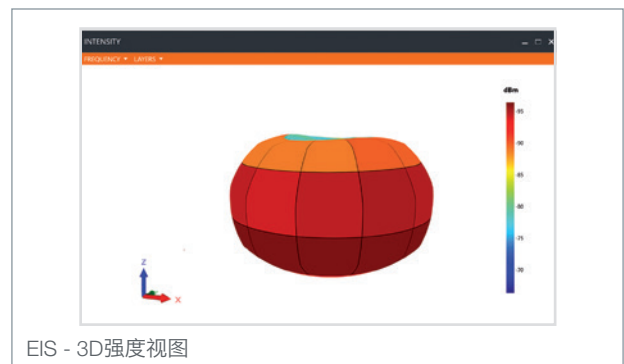 INTENSITY
FREQUENCY LAYERS
dBm
-95
-90
-85
-80
-75
-70
Z
X
EIS - 3D强度视图